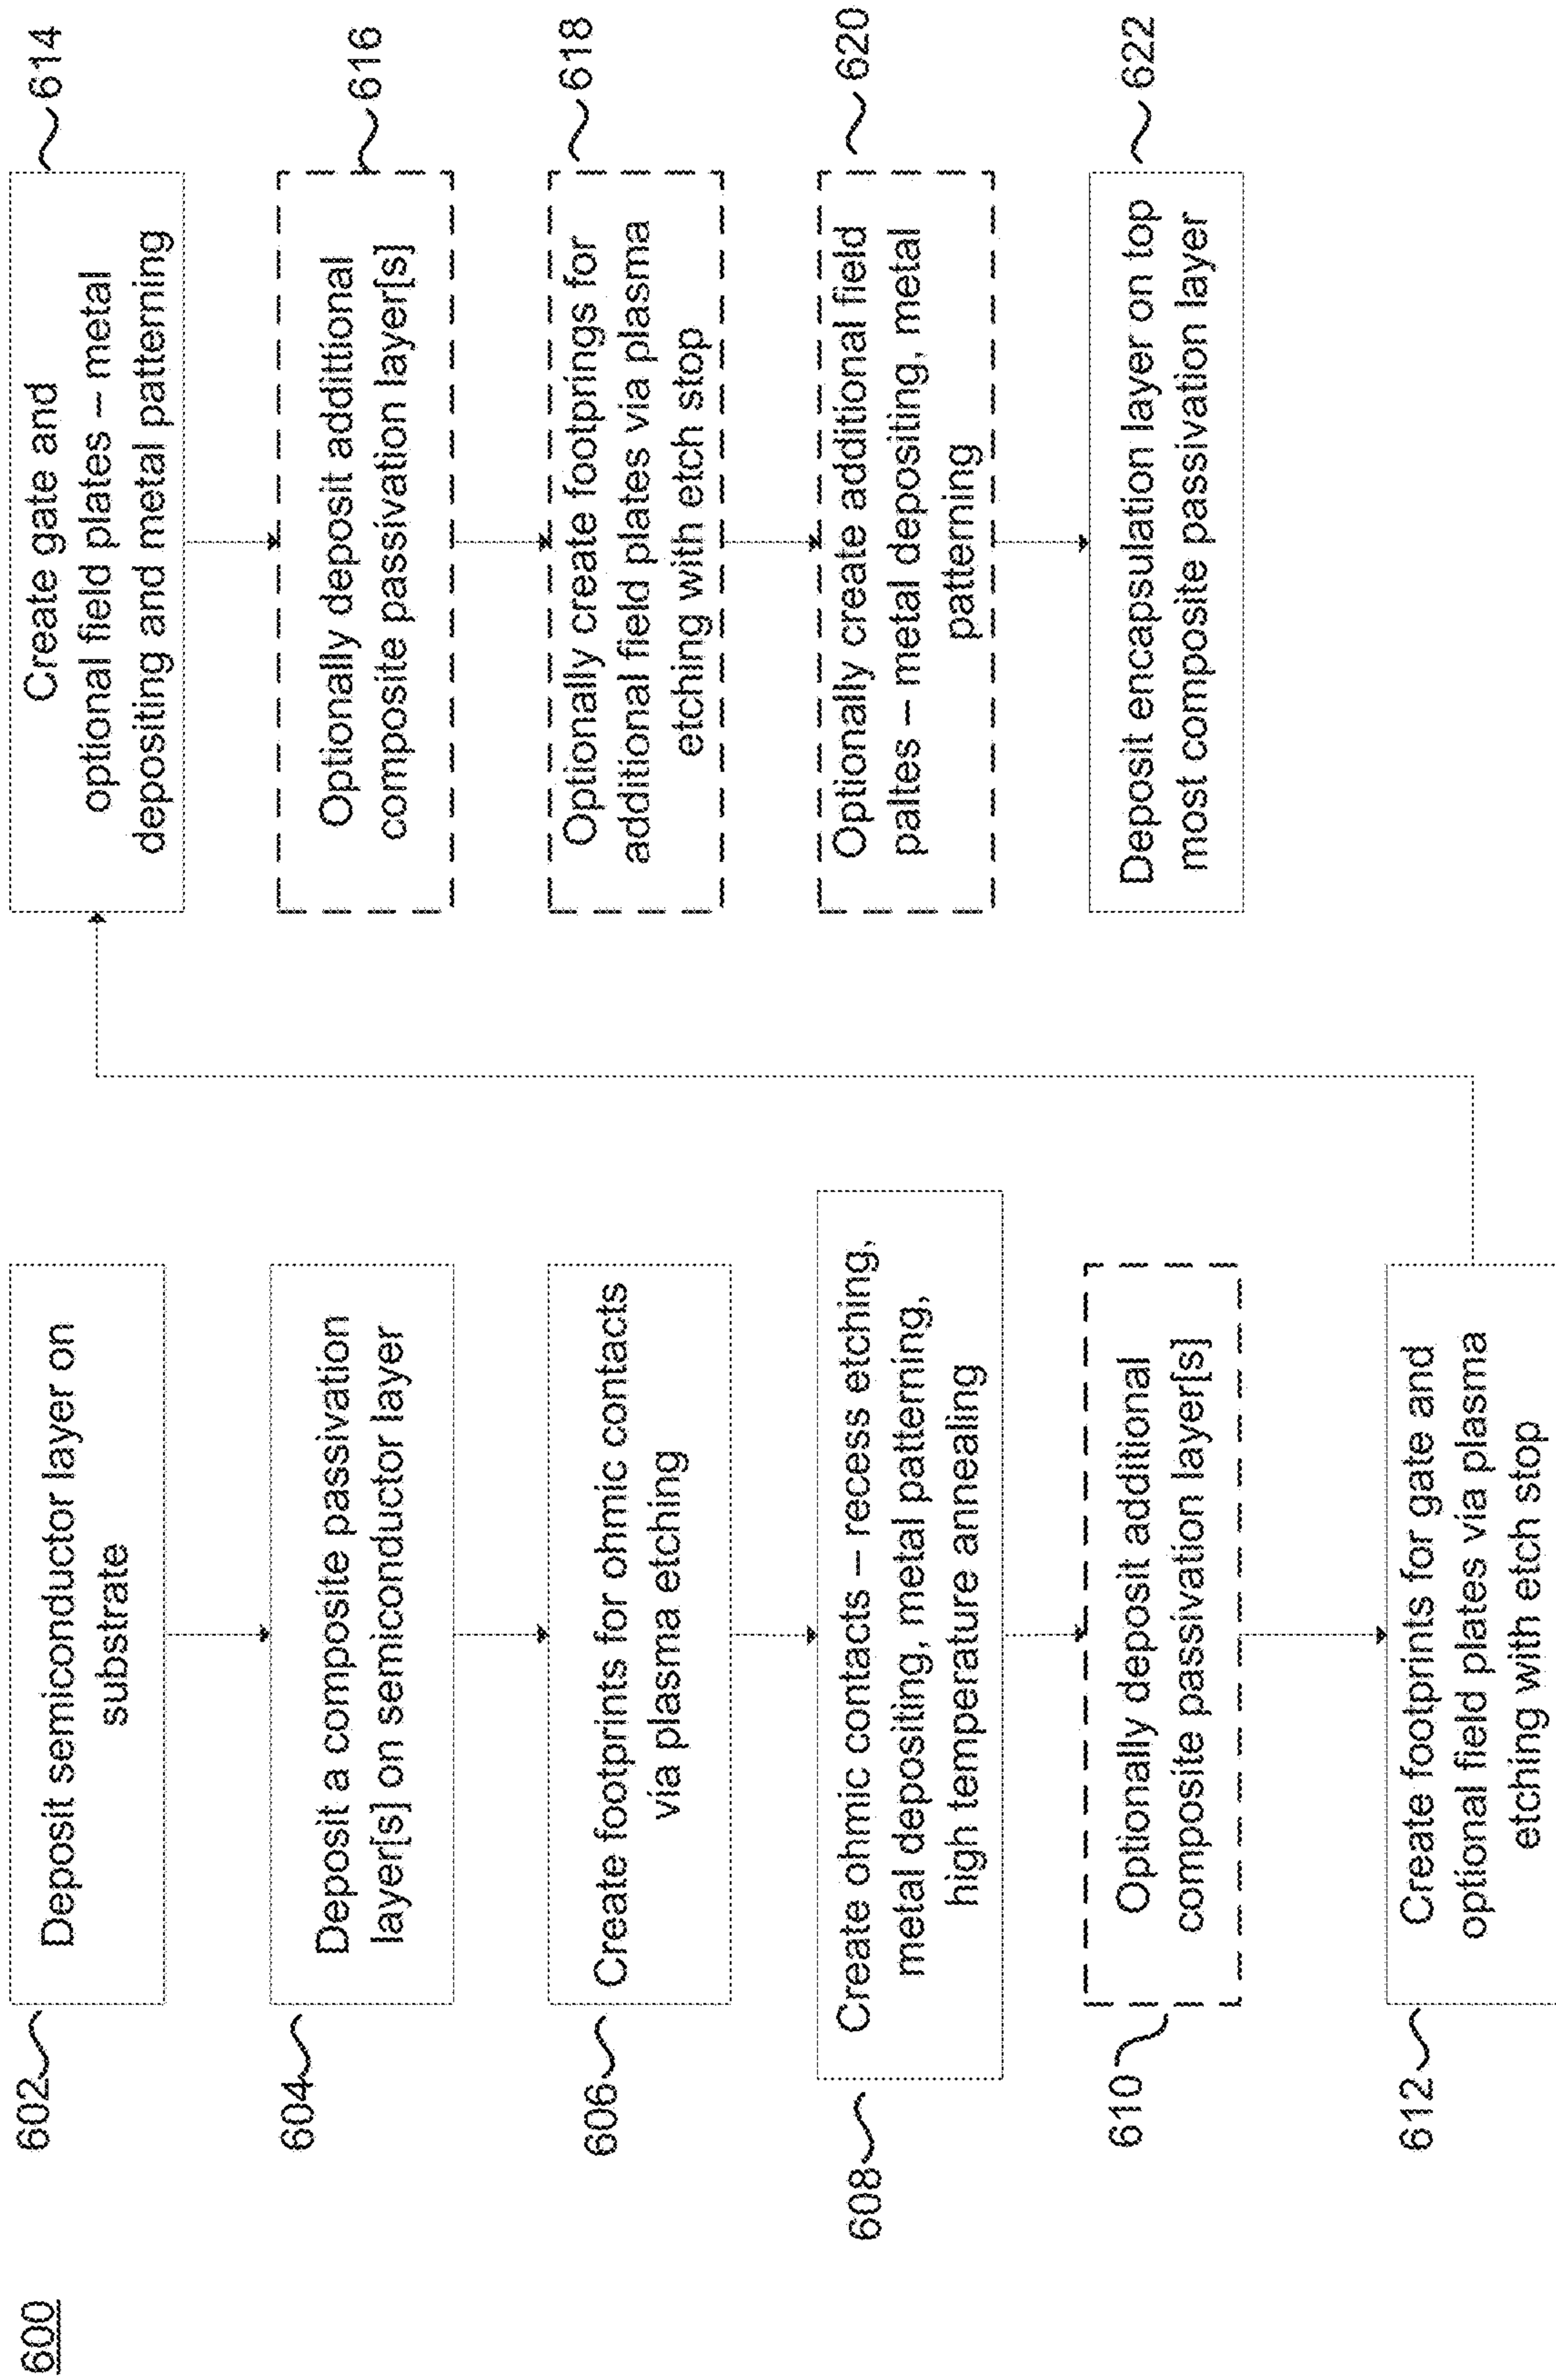 600
602
Deposit semiconductor layer on
substrate
604
Deposit a composite passivation
layer[s] on semiconductor layer
606
Create footprints for ohmic contacts
via plasma etching
608
Create ohmic contacts – recess etching,
metal depositing, metal patterning,
high temperature annealing
610
Optionally deposit additional
composite passivation layer[s]
612
Create footprints for gate and
optional field plates via plasma
etching with etch stop
614
Create gate and
optional field plates – metal
depositing and metal patterning
616
Optionally deposit addittional
composite passivation layer[s]
618
Optionally create footprings for
additional field plates via plasma
etching with etch stop
620
Optionally create additional field
paltes – metal depositing, metal
patterning
622
Deposit encapsulation layer on top
most composite passivation layer